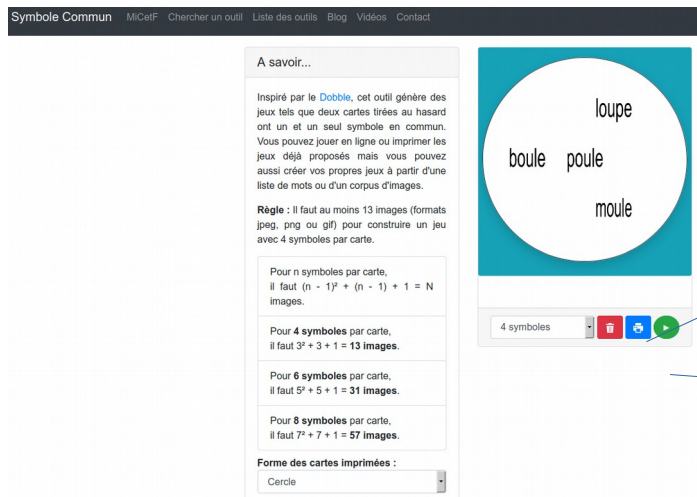 Symbole Commun MiCetF Chercher un outil Liste des outils Blog Vidéos Contact
A savoir...
Inspiré par le Dobble, cet outil génère des
jeux tels que deux cartes tirées au hasard
ont un et un seul symbole en commun.
Vous pouvez jouer en ligne ou imprimer les
jeux déjà proposés mais vous pouvez
aussi créer vos propres jeux à partir d'une
liste de mots ou d'un corpus d'images.
Règle : Il faut au moins 13 images (formats
jpeg, png ou gif) pour construire un jeu
avec 4 symboles par carte.
Pour n symboles par carte,
il faut (n - 1)² + (n - 1) + 1 = N
images.
Pour 4 symboles par carte,
il faut 3² + 3 + 1 = 13 images.
Pour 6 symboles par carte,
il faut 5² + 5 + 1 = 31 images.
Pour 8 symboles par carte,
il faut 7² + 7 + 1 = 57 images.
Forme des cartes imprimées :
Cercle
loupe
boule poule
moule
4 symboles